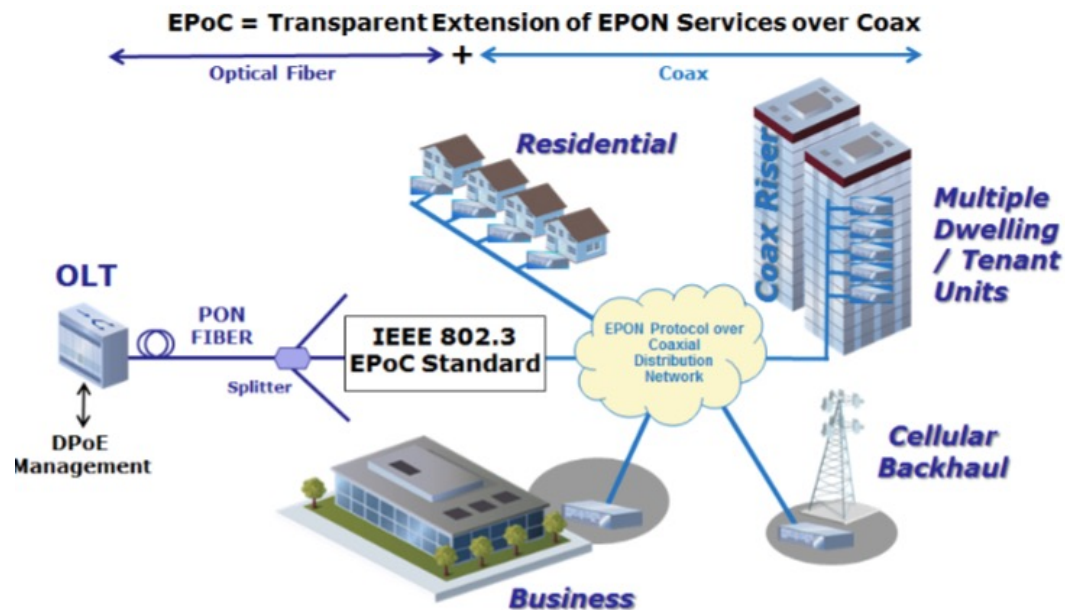 EPoC = Transparent Extension of EPON Services over Coax
+
Optical Fiber
Coax
Residential
Coax Riser
Multiple
Dwelling
/ Tenant
Units
OLT
PON
FIBER
Splitter
IEEE 802.3
EPoC Standard
EPON Protocol over
Coaxial
Distribution
Network
DPoE
Management
Cellular
Backhaul
Business